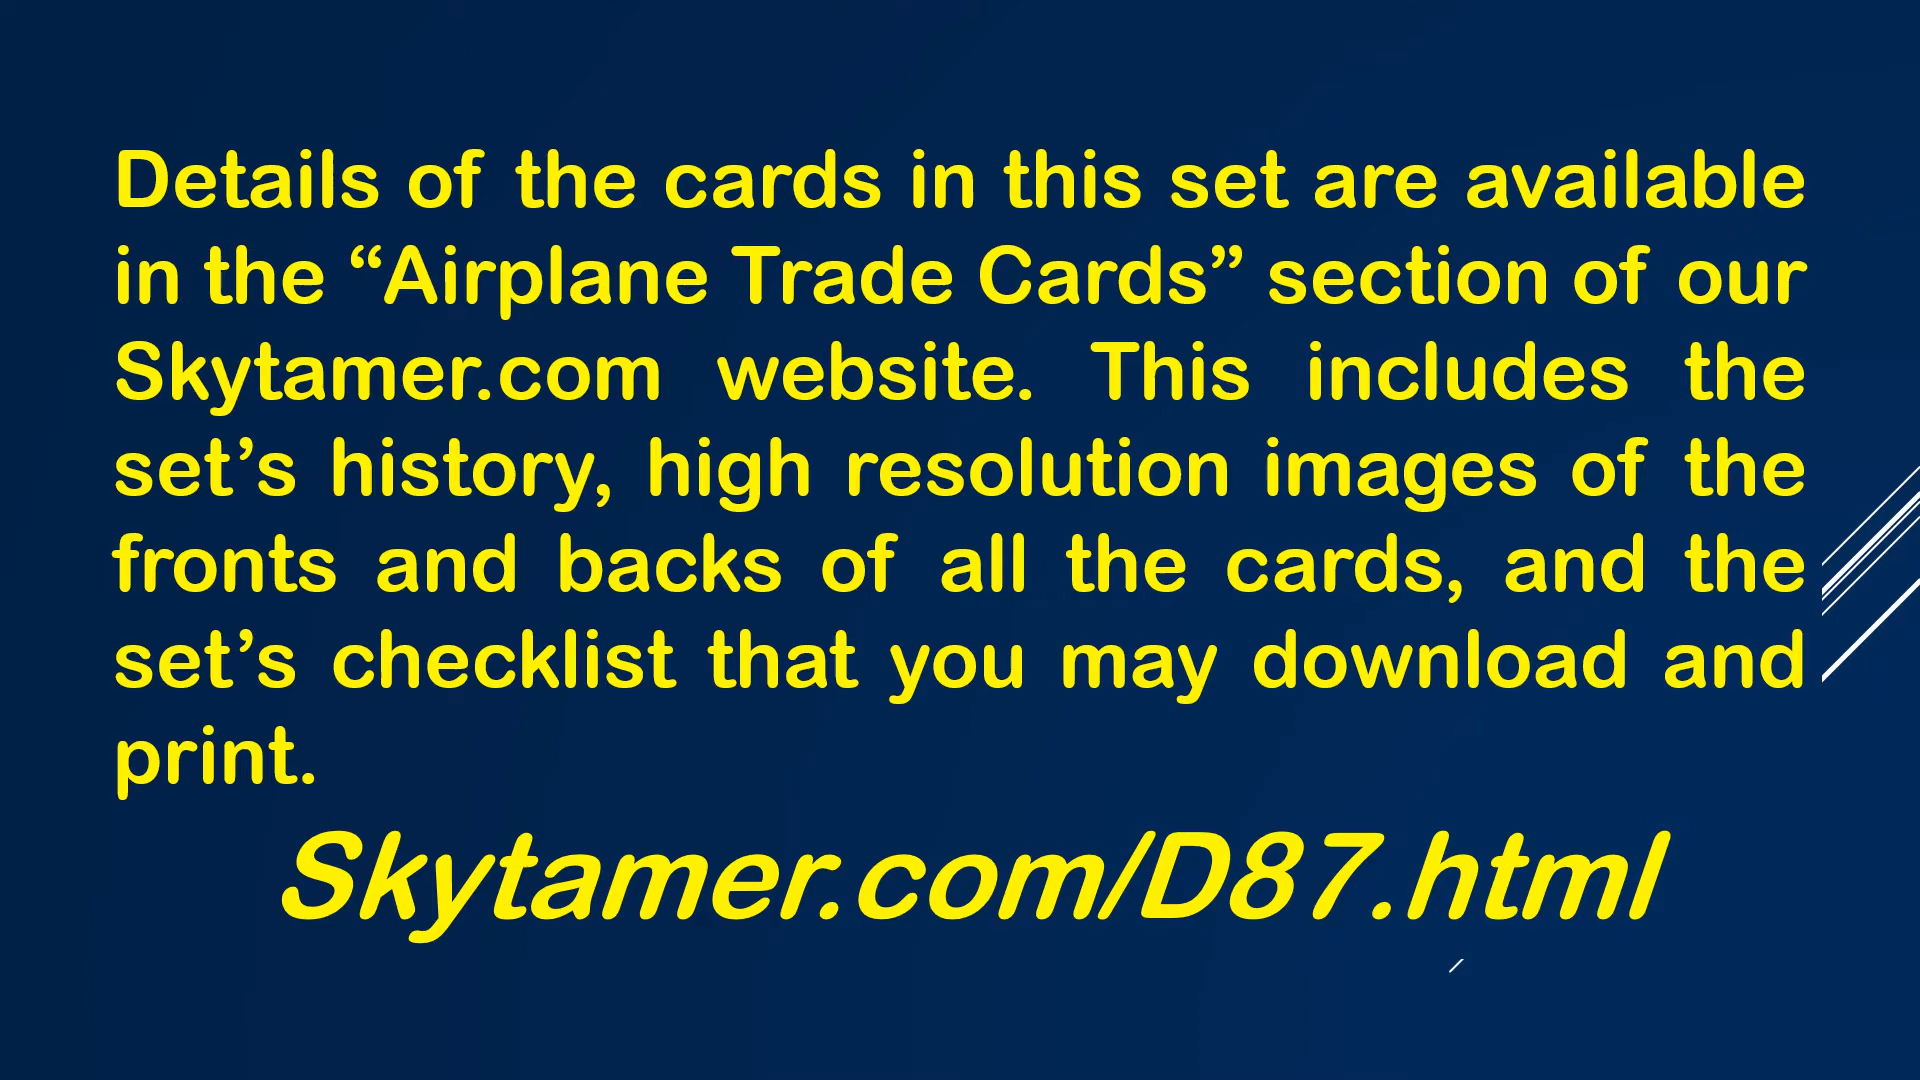 Details of the cards in this set are available
in the “Airplane Trade Cards” section of our
Skytamer.com website. This includes the
set’s history, high resolution images of the
fronts and backs of all the cards, and the
set’s checklist that you may download and
print.
Skytamer.com/D87.html